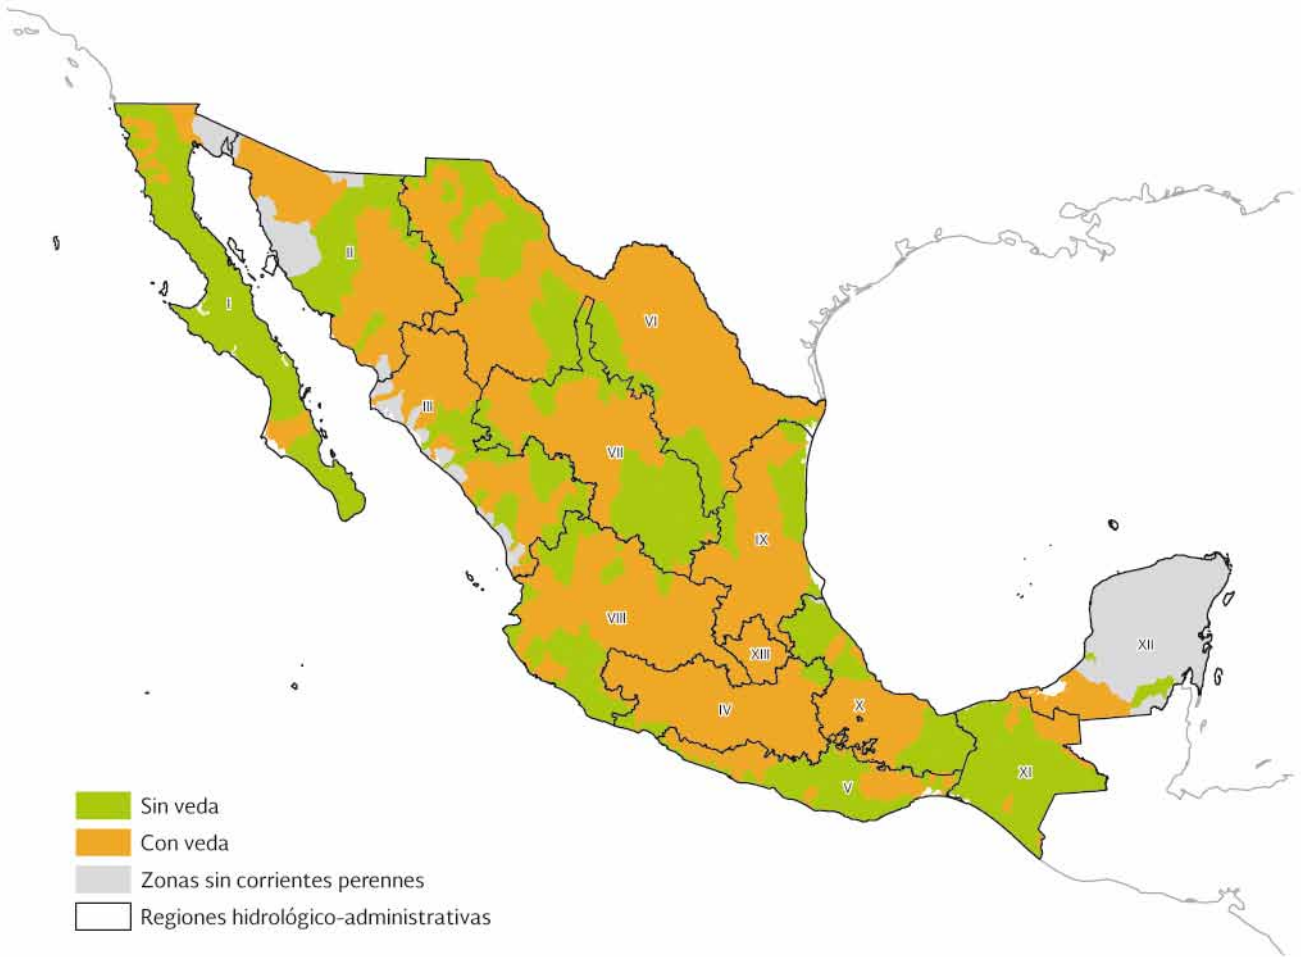 II
I
VI
III
VII
IX
VIII
XII
XIII
IV
X
XI
V
Sin veda
Con veda
Zonas sin corrientes perennes
Regiones hidrológico-administrativas